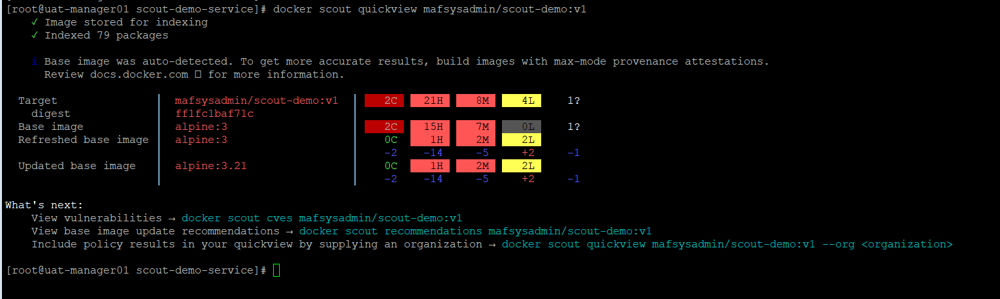 [root@uat-manager01 scout-demo-service]# docker scout quickview mafsysadmin/scout-demo:v1
✓ Image stored for indexing
✓ Indexed 79 packages
i Base image was auto-detected. To get more accurate results, build images with max-mode provenance attestations.
Review docs.docker.com □ for more information.
Target │ mafsysadmin/scout-demo:v1 │ 2C 21H 8M 4L 1?
digest │ ff1fc1baf71c │
Base image │ alpine:3 │ 2C 15H 7M 0L 1?
Refreshed base image │ alpine:3 │ 0C 1H 2M 2L
│ │ -2 -14 -5 +2 -1
Updated base image │ alpine:3.21 │ 0C 1H 2M 2L
│ │ -2 -14 -5 +2 -1
What's next:
View vulnerabilities → docker scout cves mafsysadmin/scout-demo:v1
View base image update recommendations → docker scout recommendations mafsysadmin/scout-demo:v1
Include policy results in your quickview by supplying an organization → docker scout quickview mafsysadmin/scout-demo:v1 --org <organization>
[root@uat-manager01 scout-demo-service]#